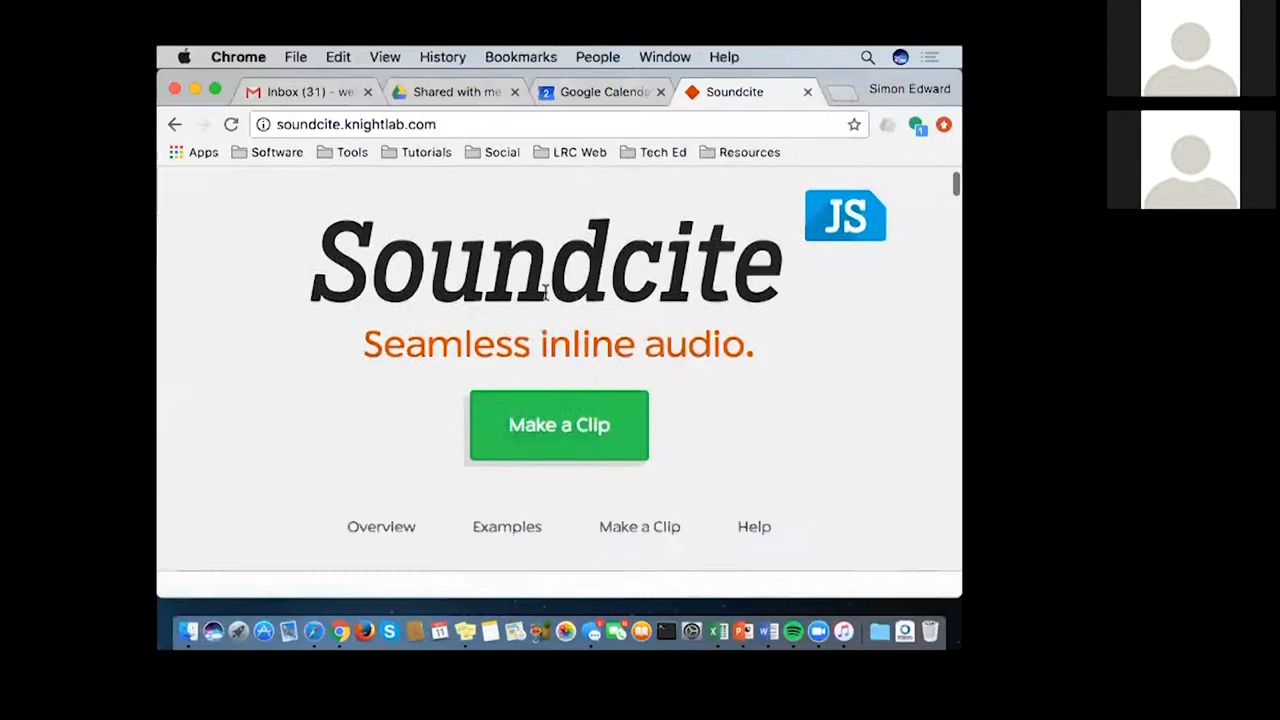 Chrome File Edit View History Bookmarks People Window Help
Inbox (31) - we Shared with me Google Calendar Soundcite Simon Edward
soundcite.knightlab.com
Apps Software Tools Tutorials Social LRC Web Tech Ed Resources
JS
Soundcite
Seamless inline audio.
Make a Clip
Overview Examples Make a Clip Help